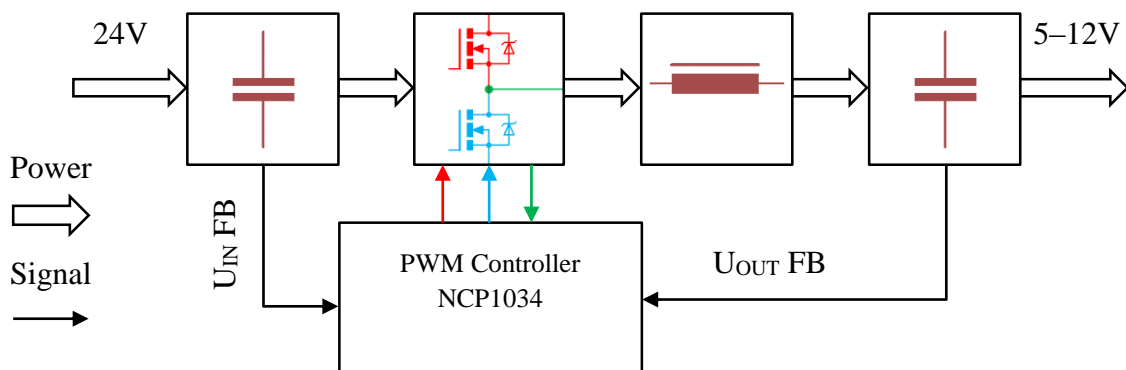 24V
5–12V
Power
Signal
UIN FB
PWM Controller
NCP1034
UOUT FB